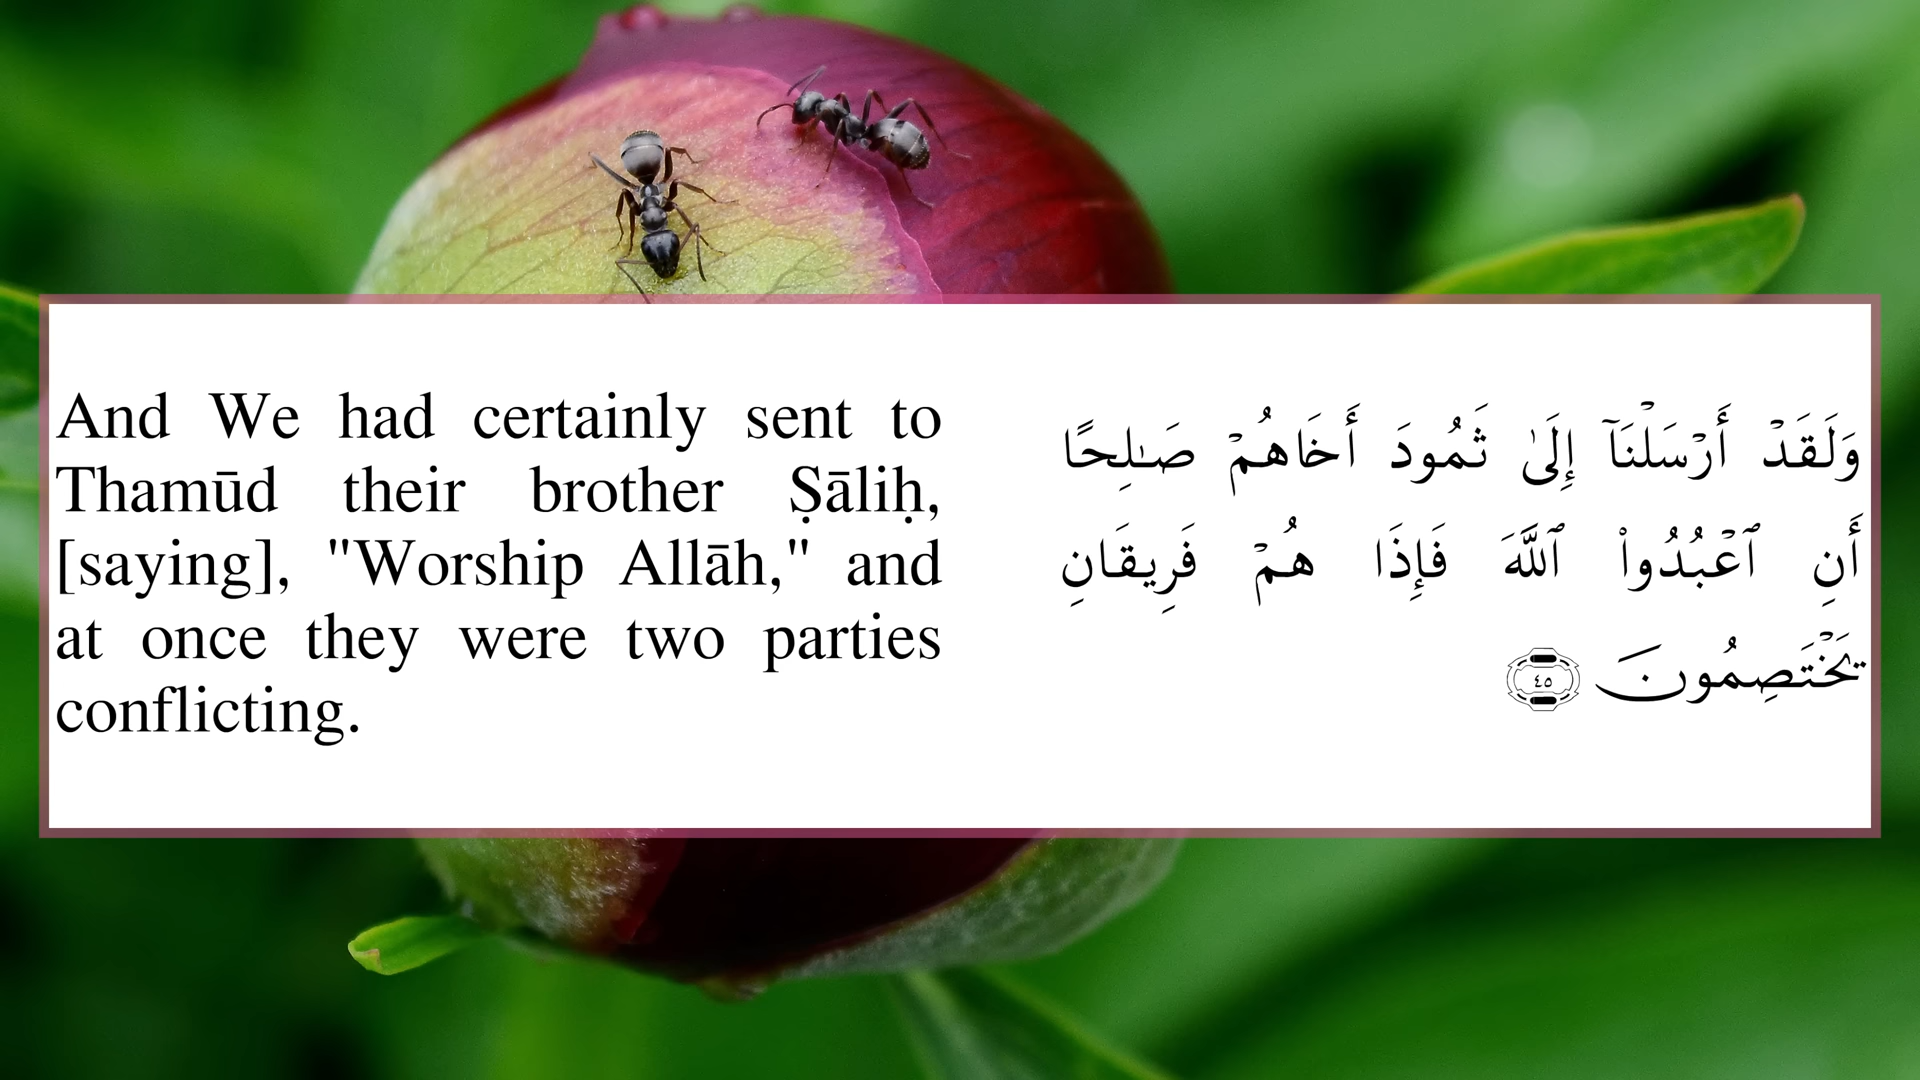 And We had certainly sent to
Thamūd their brother Ṣāliḥ,
[saying], "Worship Allāh," and
at once they were two parties
conflicting.
وَلَقَدْ أَرْسَلْنَآ إِلَىٰ ثَمُودَ أَخَاهُمْ صَـٰلِحًا
أَنِ ٱعْبُدُوا۟ ٱللَّهَ فَإِذَا هُمْ فَرِيقَانِ
يَخْتَصِمُونَ ٤٥